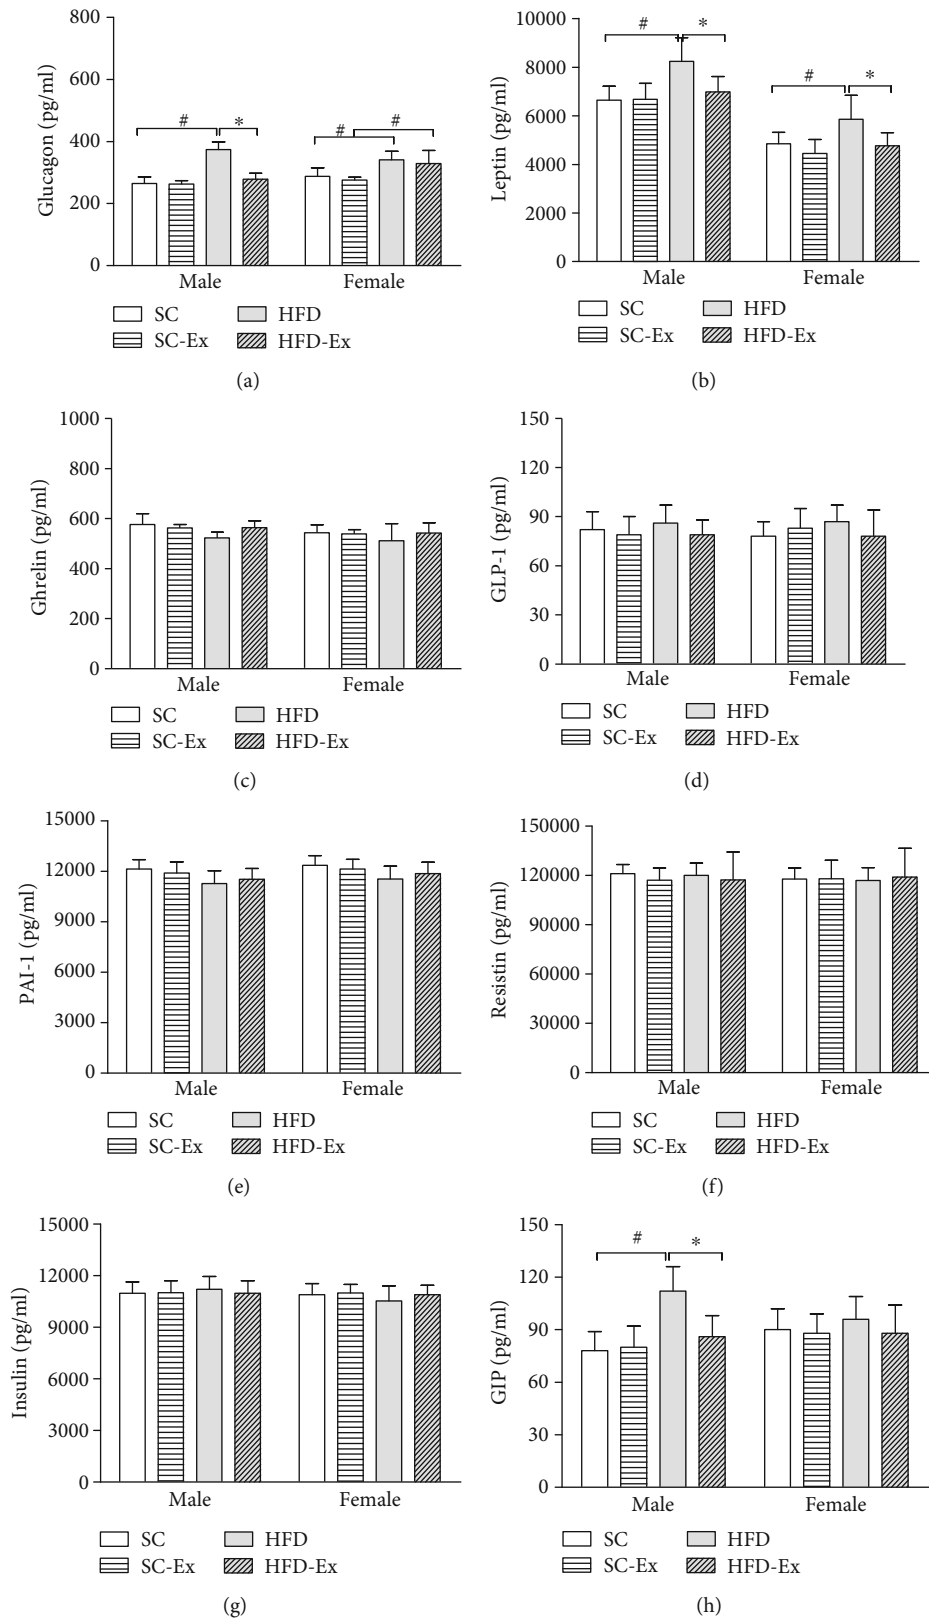 800
600
400
200
0
Glucagon (pg/ml)
# * # #
Male Female
SC HFD
SC-Ex HFD-Ex
(a)
10000
8000
6000
4000
6000
2000
0
Leptin (pg/ml)
# * # *
Male Female
SC HFD
SC-Ex HFD-Ex
(b)
1000
800
600
400
200
0
Ghrelin (pg/ml)
Male Female
SC HFD
SC-Ex HFD-Ex
(c)
150
120
90
60
30
0
GLP-1 (pg/ml)
Male Female
SC HFD
SC-Ex HFD-Ex
(d)
15000
12000
9000
6000
3000
0
PAI-1 (pg/ml)
Male Female
SC HFD
SC-Ex HFD-Ex
(e)
150000
120000
90000
60000
30000
0
Resistin (pg/ml)
Male Female
SC HFD
SC-Ex HFD-Ex
(f)
15000
12000
9000
6000
3000
0
Insulin (pg/ml)
Male Female
SC HFD
SC-Ex HFD-Ex
(g)
150
120
90
60
30
0
GIP (pg/ml)
# *
Male Female
SC HFD
SC-Ex HFD-Ex
(h)